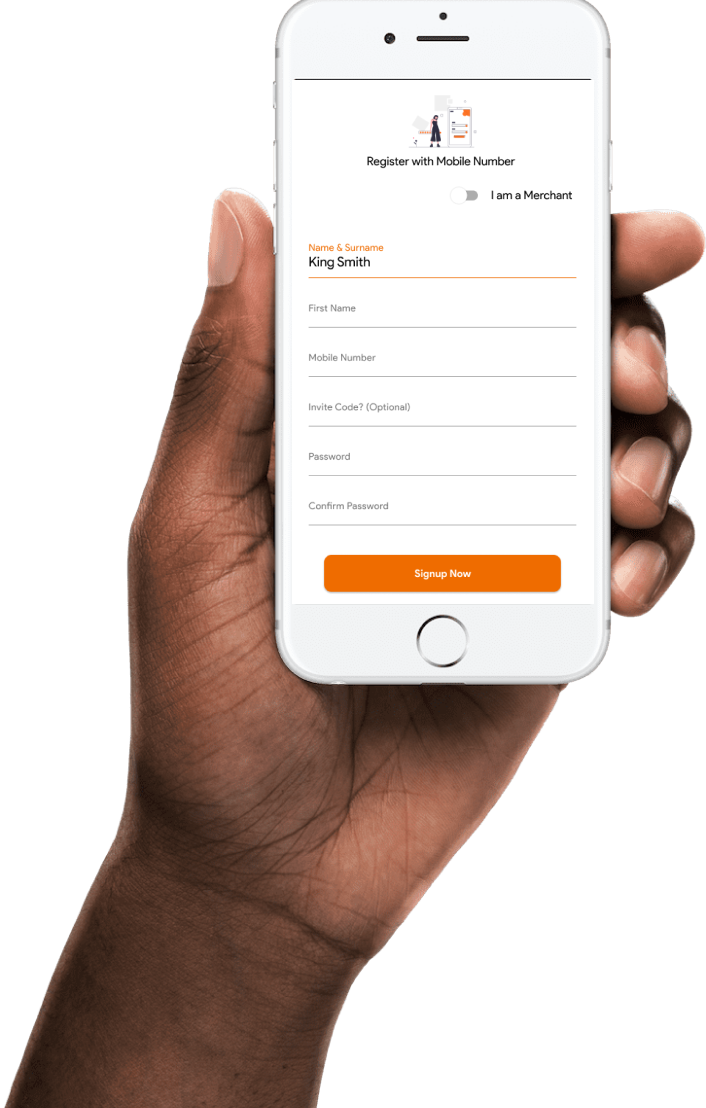 Register with Mobile Number
I am a Merchant
Name & Surname
King Smith
First Name
Mobile Number
Invite Code? (Optional)
Password
Confirm Password
Signup Now